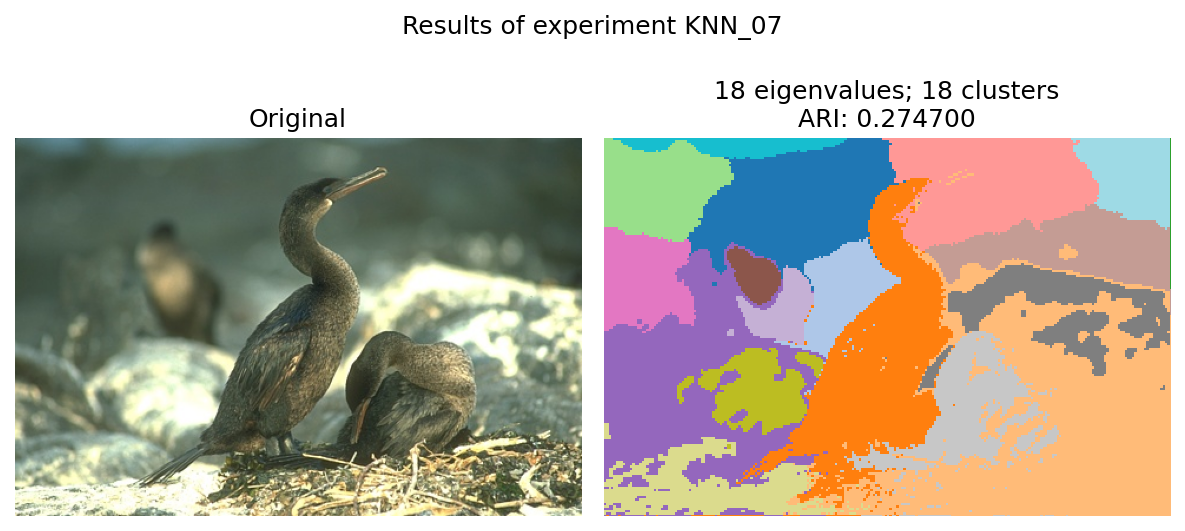 Results of experiment KNN_07
Original
18 eigenvalues; 18 clusters
ARI: 0.274700